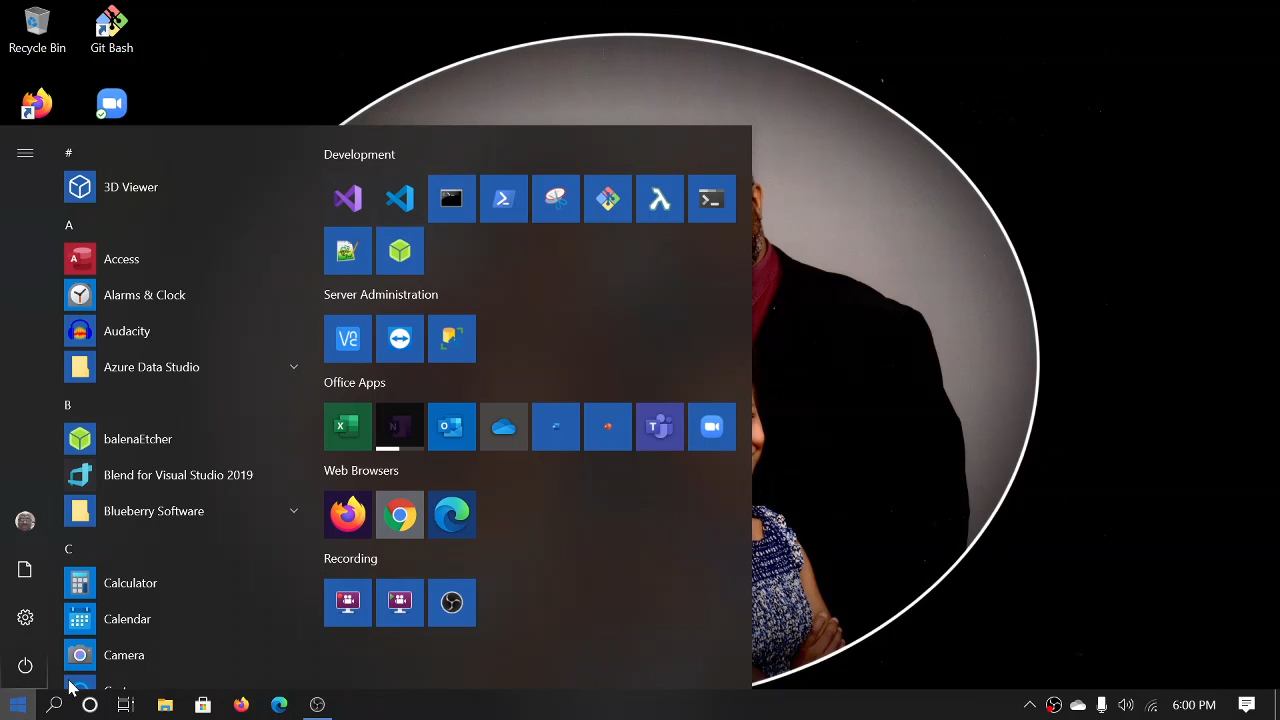 Recycle Bin
Git Bash
#
3D Viewer
A
Access
Alarms & Clock
Audacity
Azure Data Studio
B
balenaEtcher
Blend for Visual Studio 2019
Blueberry Software
C
Calculator
Calendar
Camera
Development
Server Administration
Office Apps
Web Browsers
Recording
6:00 PM